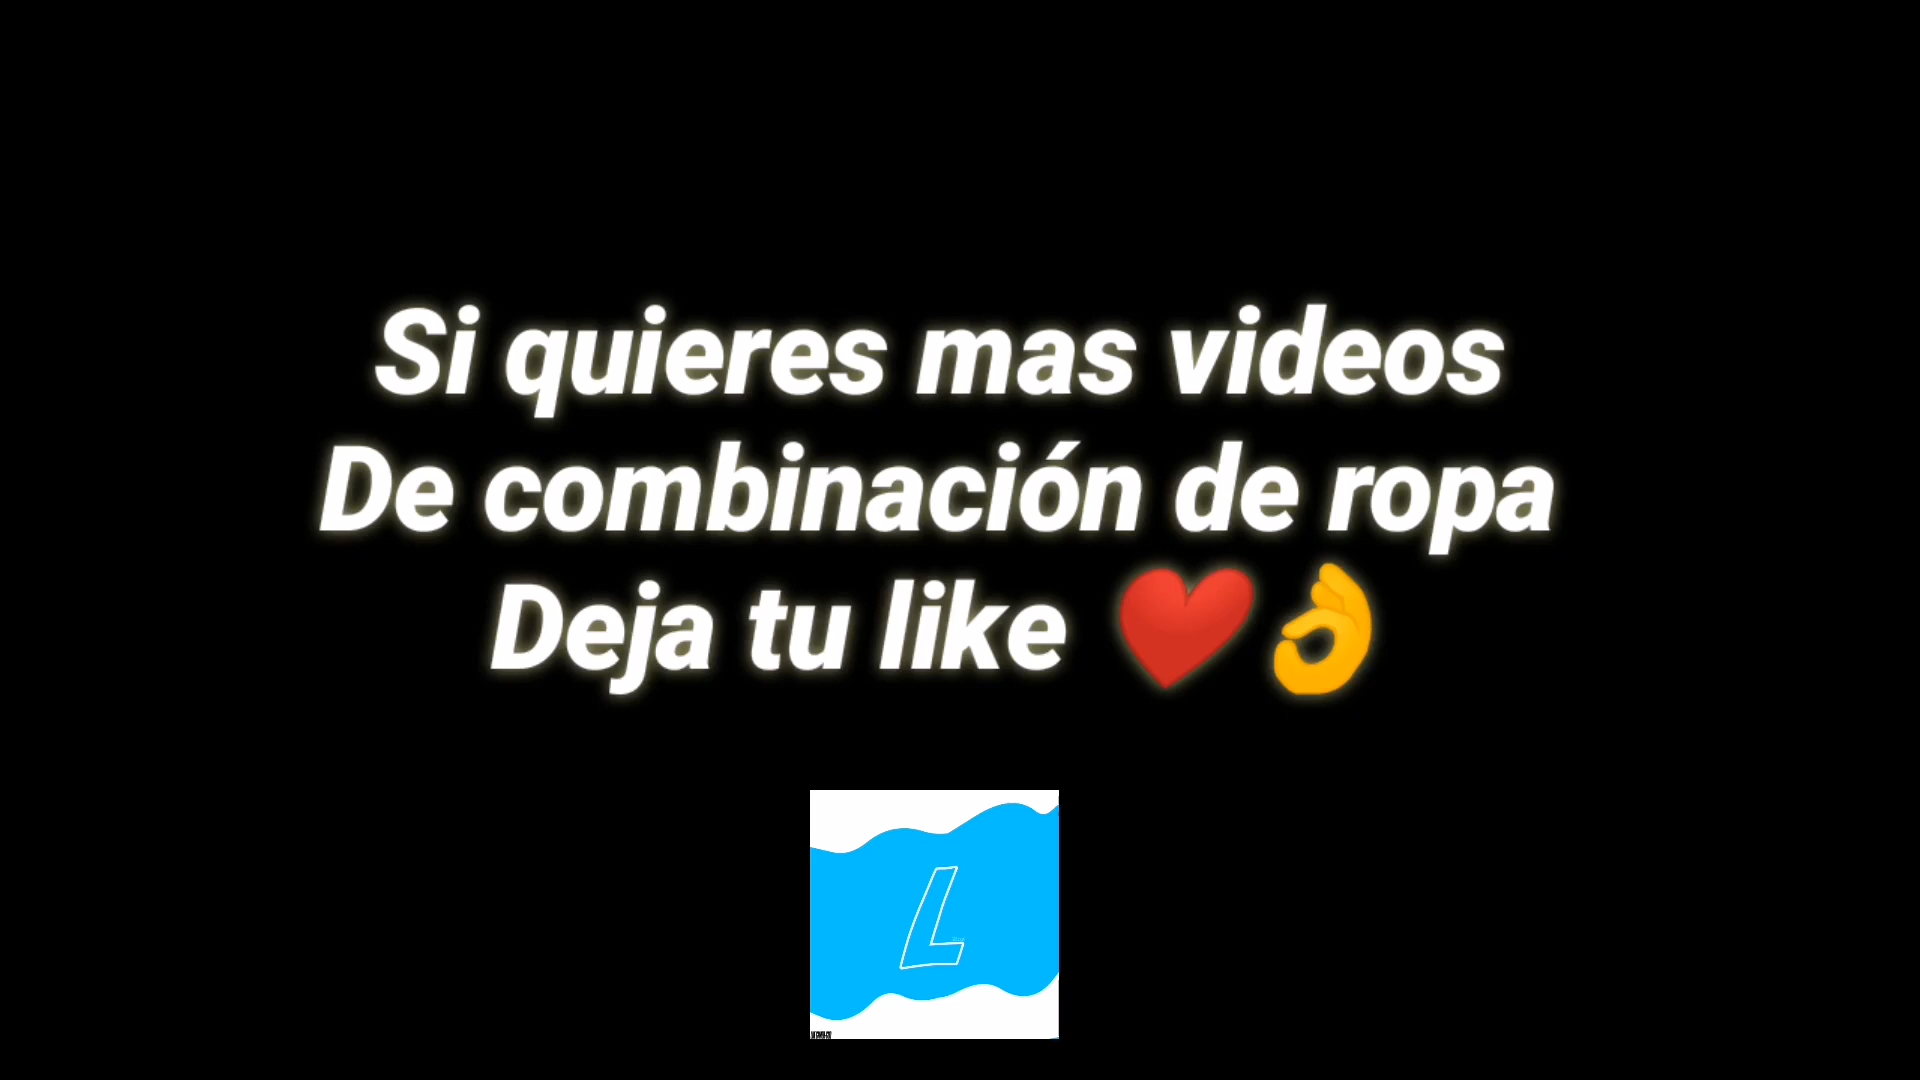 Si quieres mas videos
De combinación de ropa
Deja tu like ❤️👌
L